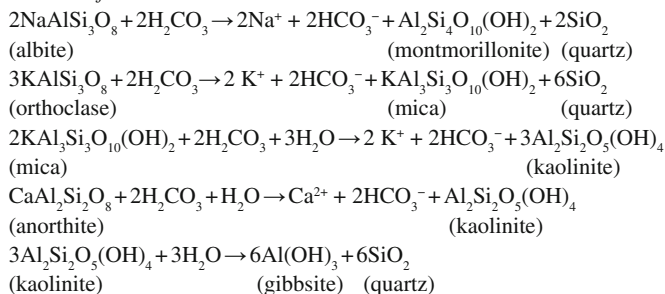 2NaAlSi₃O₈ + 2H₂CO₃ → 2Na⁺ + 2HCO₃⁻ + Al₂Si₄O₁₀(OH)₂ + 2SiO₂
(albite) (montmorillonite) (quartz)
3KAlSi₃O₈ + 2H₂CO₃ → 2 K⁺ + 2HCO₃⁻ + KAl₃Si₃O₁₀(OH)₂ + 6SiO₂
(orthoclase) (mica) (quartz)
2KAl₃Si₃O₁₀(OH)₂ + 2H₂CO₃ + 3H₂O → 2 K⁺ + 2HCO₃⁻ + 3Al₂Si₂O₅(OH)₄
(mica) (kaolinite)
CaAl₂Si₂O₈ + 2H₂CO₃ + H₂O → Ca²⁺ + 2HCO₃⁻ + Al₂Si₂O₅(OH)₄
(anorthite) (kaolinite)
3Al₂Si₂O₅(OH)₄ + 3H₂O → 6Al(OH)₃ + 6SiO₂
(kaolinite) (gibbsite) (quartz)